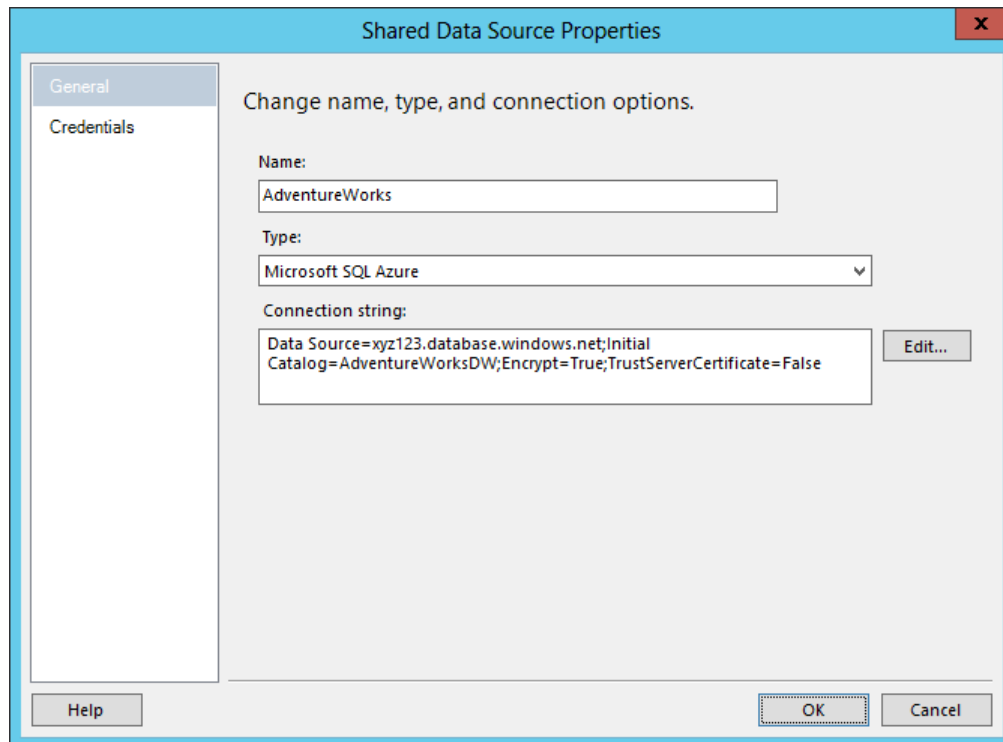 Shared Data Source Properties
x
General
Credentials
Change name, type, and connection options.
Name:
AdventureWorks
Type:
Microsoft SQL Azure
Connection string:
Data Source=xyz123.database.windows.net;Initial
Catalog=AdventureWorksDW;Encrypt=True;TrustServerCertificate=False
Edit...
Help
OK
Cancel